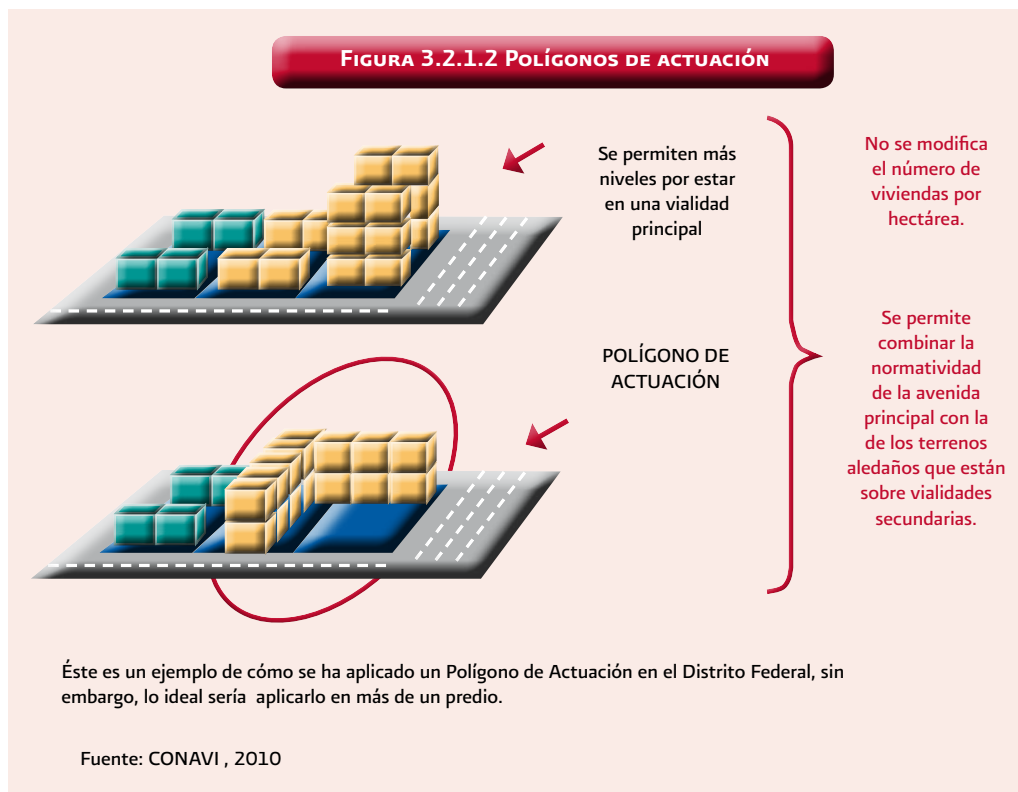 FIGURA 3.2.1.2 POLÍGONOS DE ACTUACIÓN
Se permiten más
niveles por estar
en una vialidad
principal
No se modifica
el número de
viviendas por
hectárea.
POLÍGONO DE
ACTUACIÓN
Se permite
combinar la
normatividad
de la avenida
principal con la
de los terrenos
aledaños que están
sobre vialidades
secundarias.
Éste es un ejemplo de cómo se ha aplicado un Polígono de Actuación en el Distrito Federal, sin
embargo, lo ideal sería aplicarlo en más de un predio.
Fuente: CONAVI , 2010